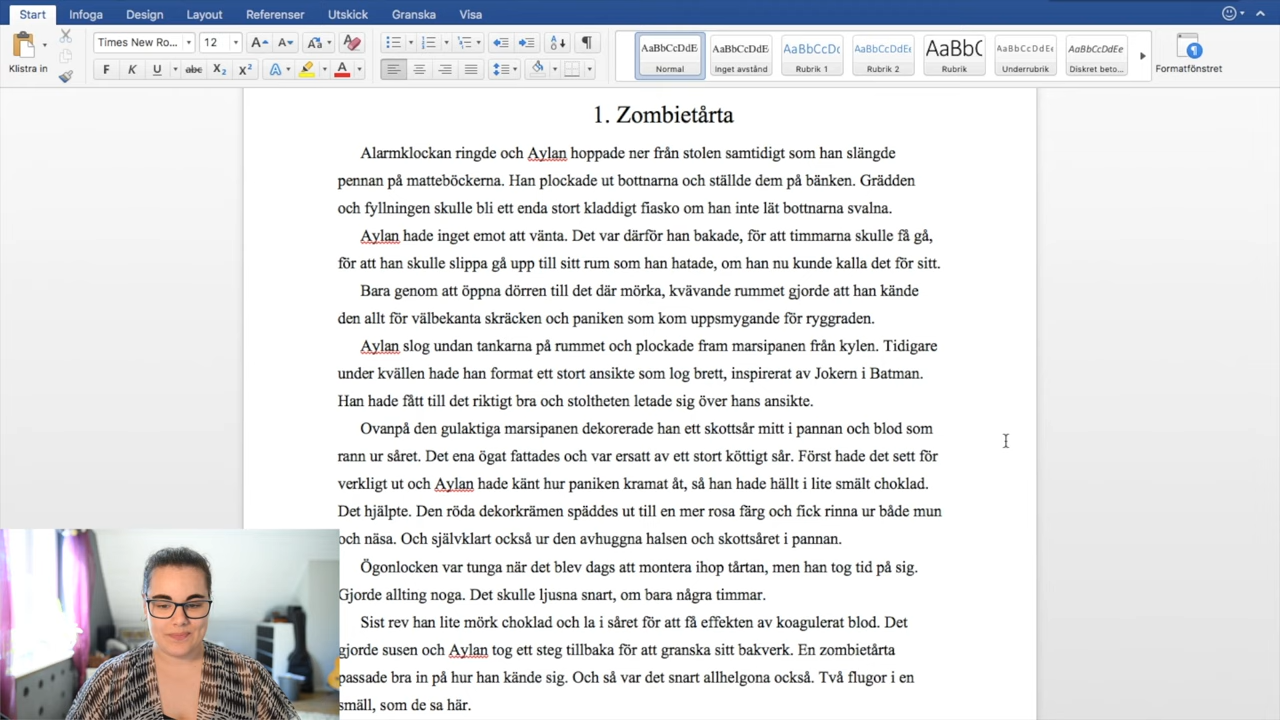 Start Infoga Design Layout Referenser Utskick Granska Visa
Klistra in
Times New Ro... 12
F K U abc X2 X2
AaBbCcDdE AaBbCcDdE AaBbCcDc AaBbCcDdE AaBbC AaBbCcDdEe AaBbCcDdEe
Normal Inget avstånd Rubrik 1 Rubrik 2 Rubrik Underrubrik Diskret beto... Formatfönstret
1. Zombietårta
Alarmklockan ringde och Aylan hoppade ner från stolen samtidigt som han slängde
pennan på matteböckerna. Han plockade ut bottnarna och ställde dem på bänken. Grädden
och fyllningen skulle bli ett enda stort kladdigt fiasko om han inte lät bottnarna svalna.
Aylan hade inget emot att vänta. Det var därför han bakade, för att timmarna skulle få gå,
för att han skulle slippa gå upp till sitt rum som han hatade, om han nu kunde kalla det för sitt.
Bara genom att öppna dörren till det där mörka, kvävande rummet gjorde att han kände
den allt för välbekanta skräcken och paniken som kom uppsmygande för ryggraden.
Aylan slog undan tankarna på rummet och plockade fram marsipanen från kylen. Tidigare
under kvällen hade han format ett stort ansikte som log brett, inspirerat av Jokern i Batman.
Han hade fått till det riktigt bra och stoltheten letade sig över hans ansikte.
Ovanpå den gulaktiga marsipanen dekorerade han ett skottsår mitt i pannan och blod som
rann ur såret. Det ena ögat fattades och var ersatt av ett stort köttigt sår. Först hade det sett för
verkligt ut och Aylan hade känt hur paniken kramat åt, så han hade hällt i lite smält choklad.
Det hjälpte. Den röda dekorkrämen späddes ut till en mer rosa färg och fick rinna ur både mun
och näsa. Och självklart också ur den avhuggna halsen och skottsåret i pannan.
Ögonlocken var tunga när det blev dags att montera ihop tårtan, men han tog tid på sig.
Gjorde allting noga. Det skulle ljusna snart, om bara några timmar.
Sist rev han lite mörk choklad och la i såret för att få effekten av koagulerat blod. Det
gjorde susen och Aylan tog ett steg tillbaka för att granska sitt bakverk. En zombietårta
passade bra in på hur han kände sig. Och så var det snart allhelgona också. Två flugor i en
smäll, som de sa här.